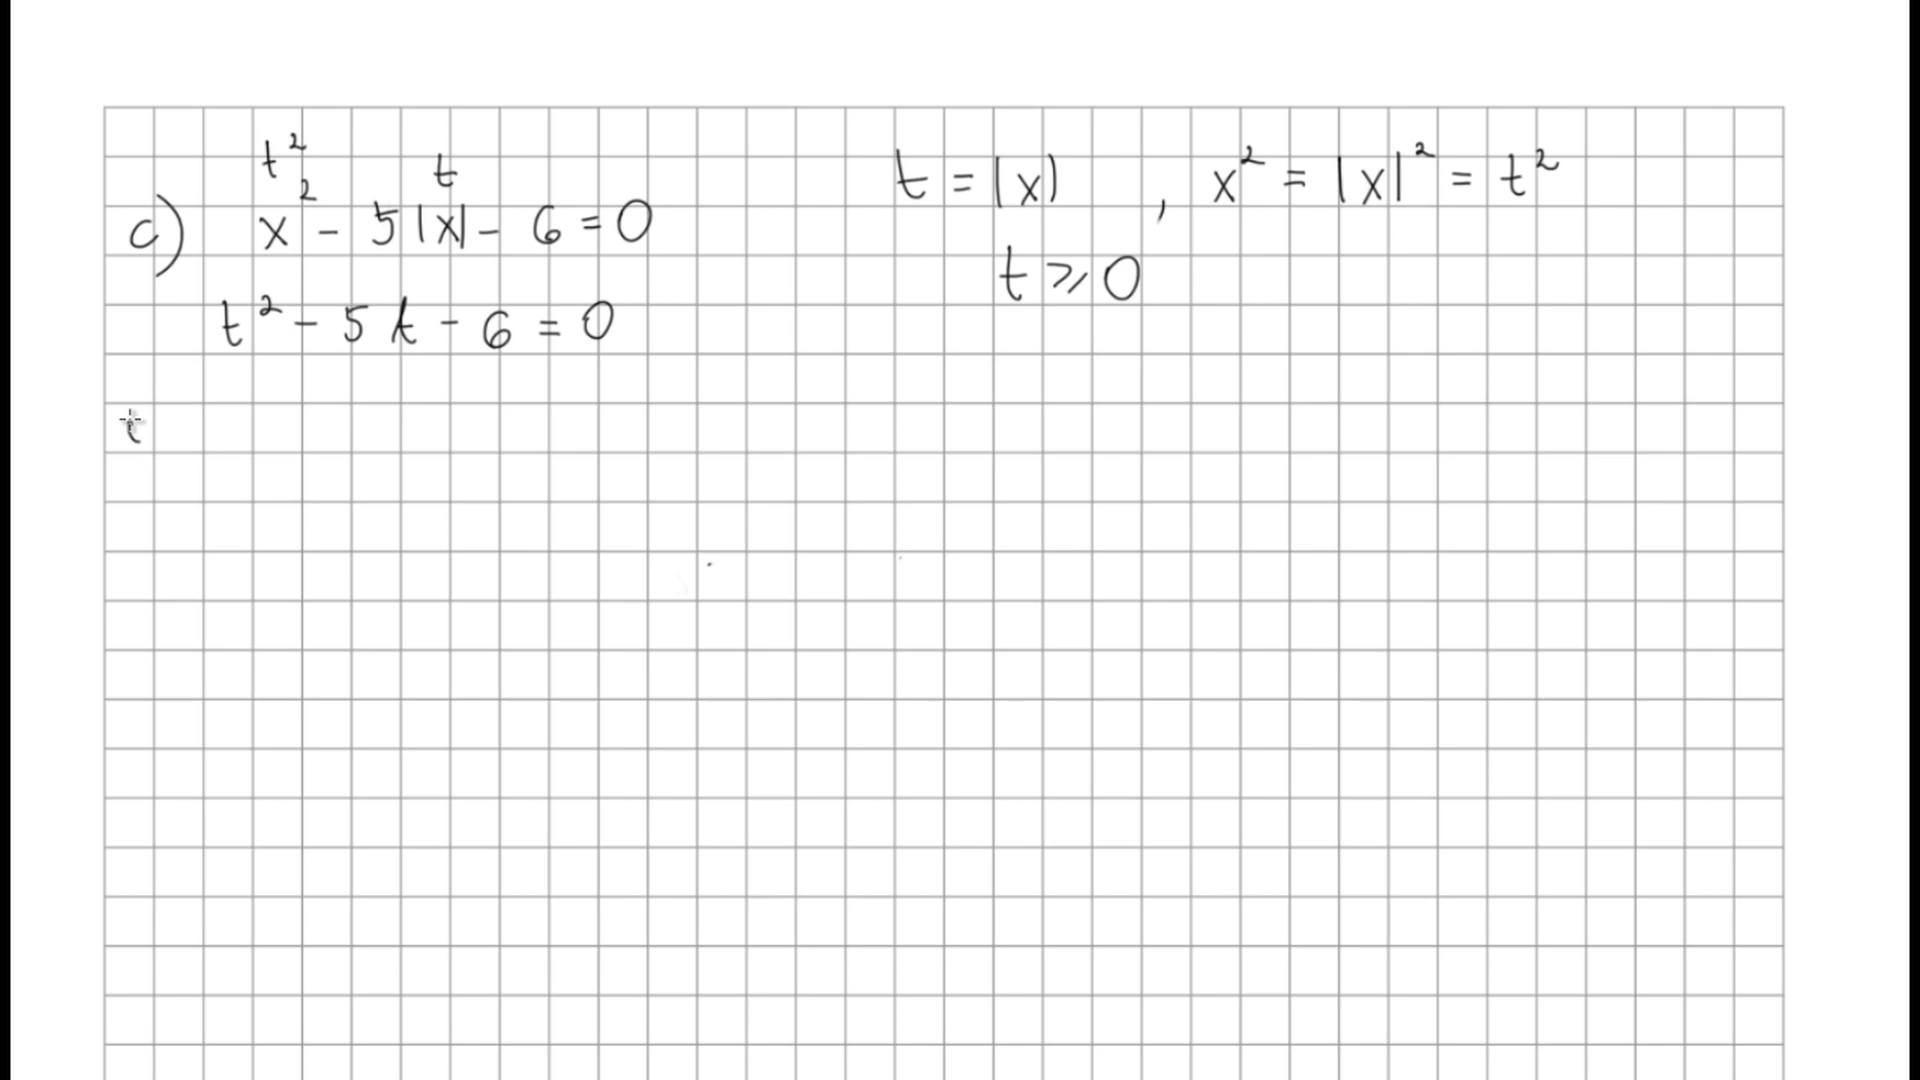 t² t
c) x² - 5|x| - 6 = 0
t² - 5t - 6 = 0
t
t = |x| , x² = |x|² = t²
t ⩾ 0